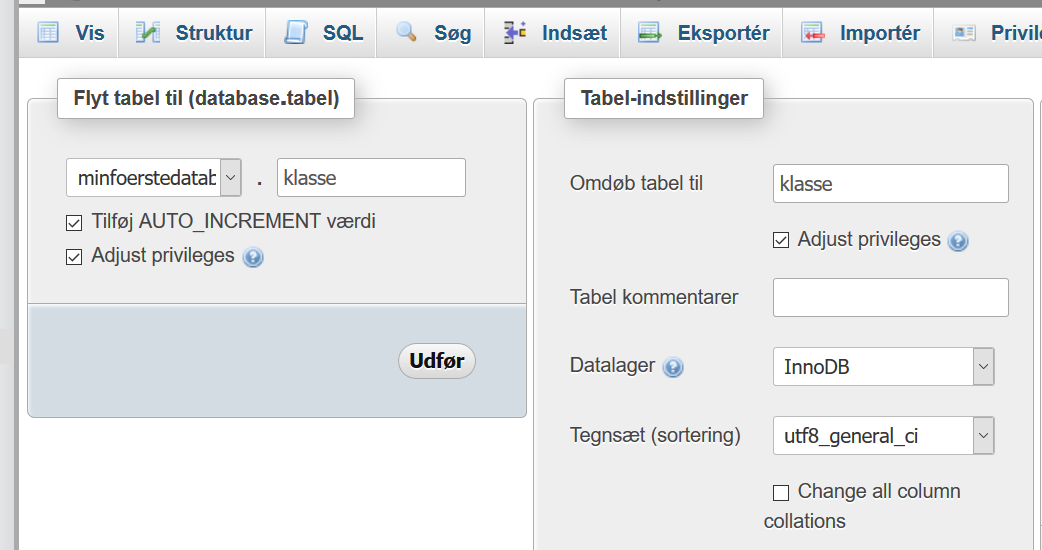 Vis Struktur SQL Søg Indsæt Eksportér Importér
Flyt tabel til (database.tabel)
minfoerstedatab . klasse
Tilføj AUTO_INCREMENT værdi
Adjust privileges
Udfør
Tabel-indstillinger
Omdøb tabel til klasse
Adjust privileges
Tabel kommentarer
Datalager InnoDB
Tegnsæt (sortering) utf8_general_ci
Change all column
collations